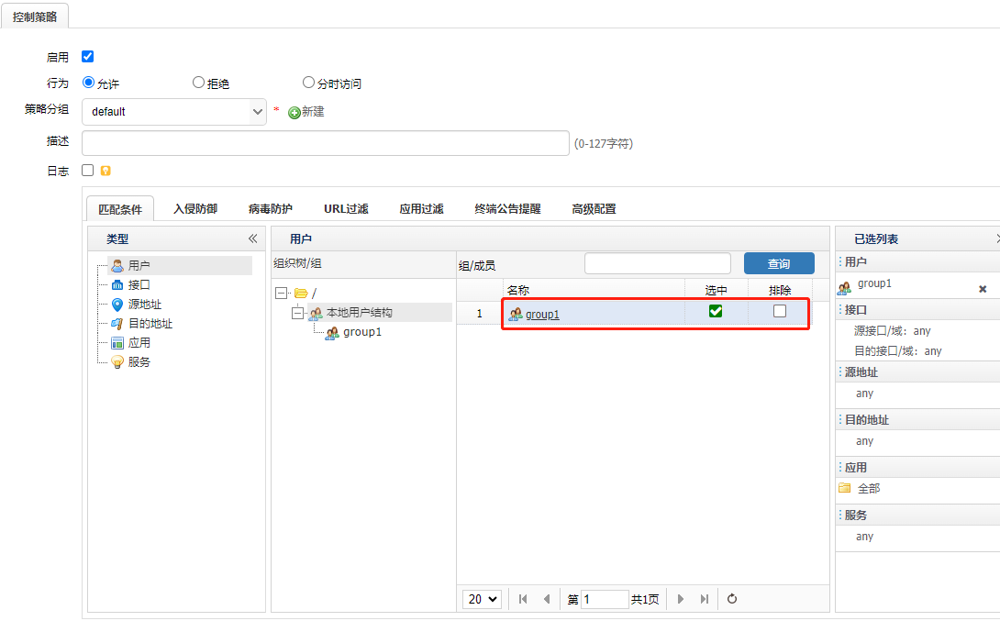 控制策略
启用
行为 允许 拒绝 分时访问
策略分组 default * 新建
描述 (0-127字符)
日志
匹配条件 入侵防御 病毒防护 URL过滤 应用过滤 终端公告提醒 高级配置
类型
用户
接口
源地址
目的地址
应用
服务
用户
组织树/组
/
本地用户结构
group1
组/成员 查询
名称 选中 排除
1 group1
20 第 1 共1页
已选列表
用户
group1
接口
源接口/域: any
目的接口/域: any
源地址
any
目的地址
any
应用
全部
服务
any